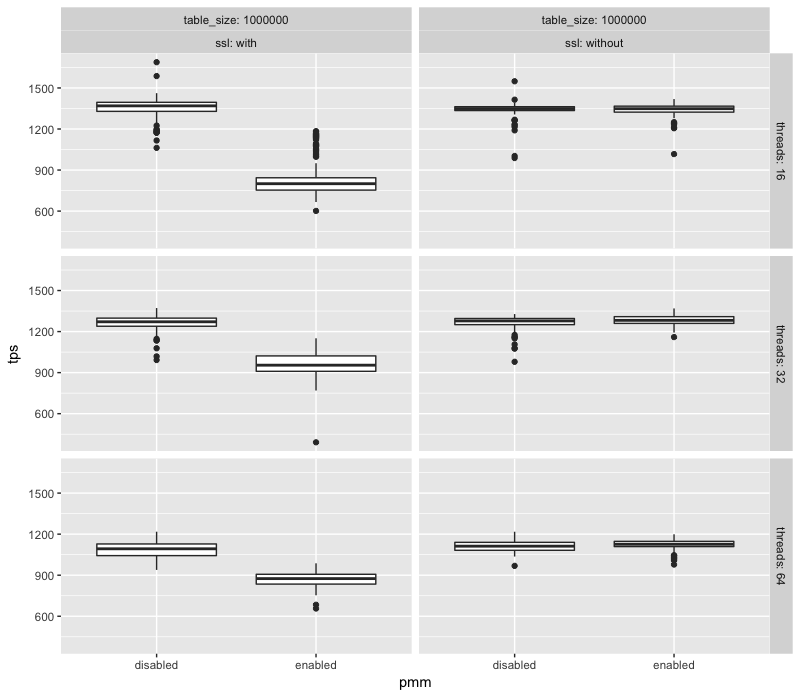 table_size: 1000000
table_size: 1000000
ssl: with
ssl: without
1500
1200
900
600
threads: 16
1500
1200
900
600
threads: 32
tps
1500
1200
900
600
threads: 64
disabled
enabled
disabled
enabled
pmm